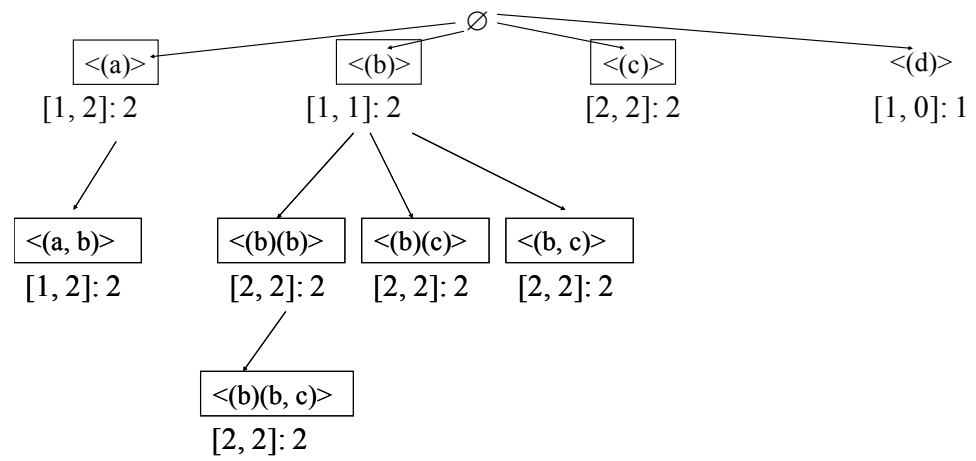 ∅
<(a)> <(b)> <(c)> <(d)>
[1, 2]: 2 [1, 1]: 2 [2, 2]: 2 [1, 0]: 1
<(a, b)> <(b)(b)> <(b)(c)> <(b, c)>
[1, 2]: 2 [2, 2]: 2 [2, 2]: 2 [2, 2]: 2
<(b)(b, c)>
[2, 2]: 2